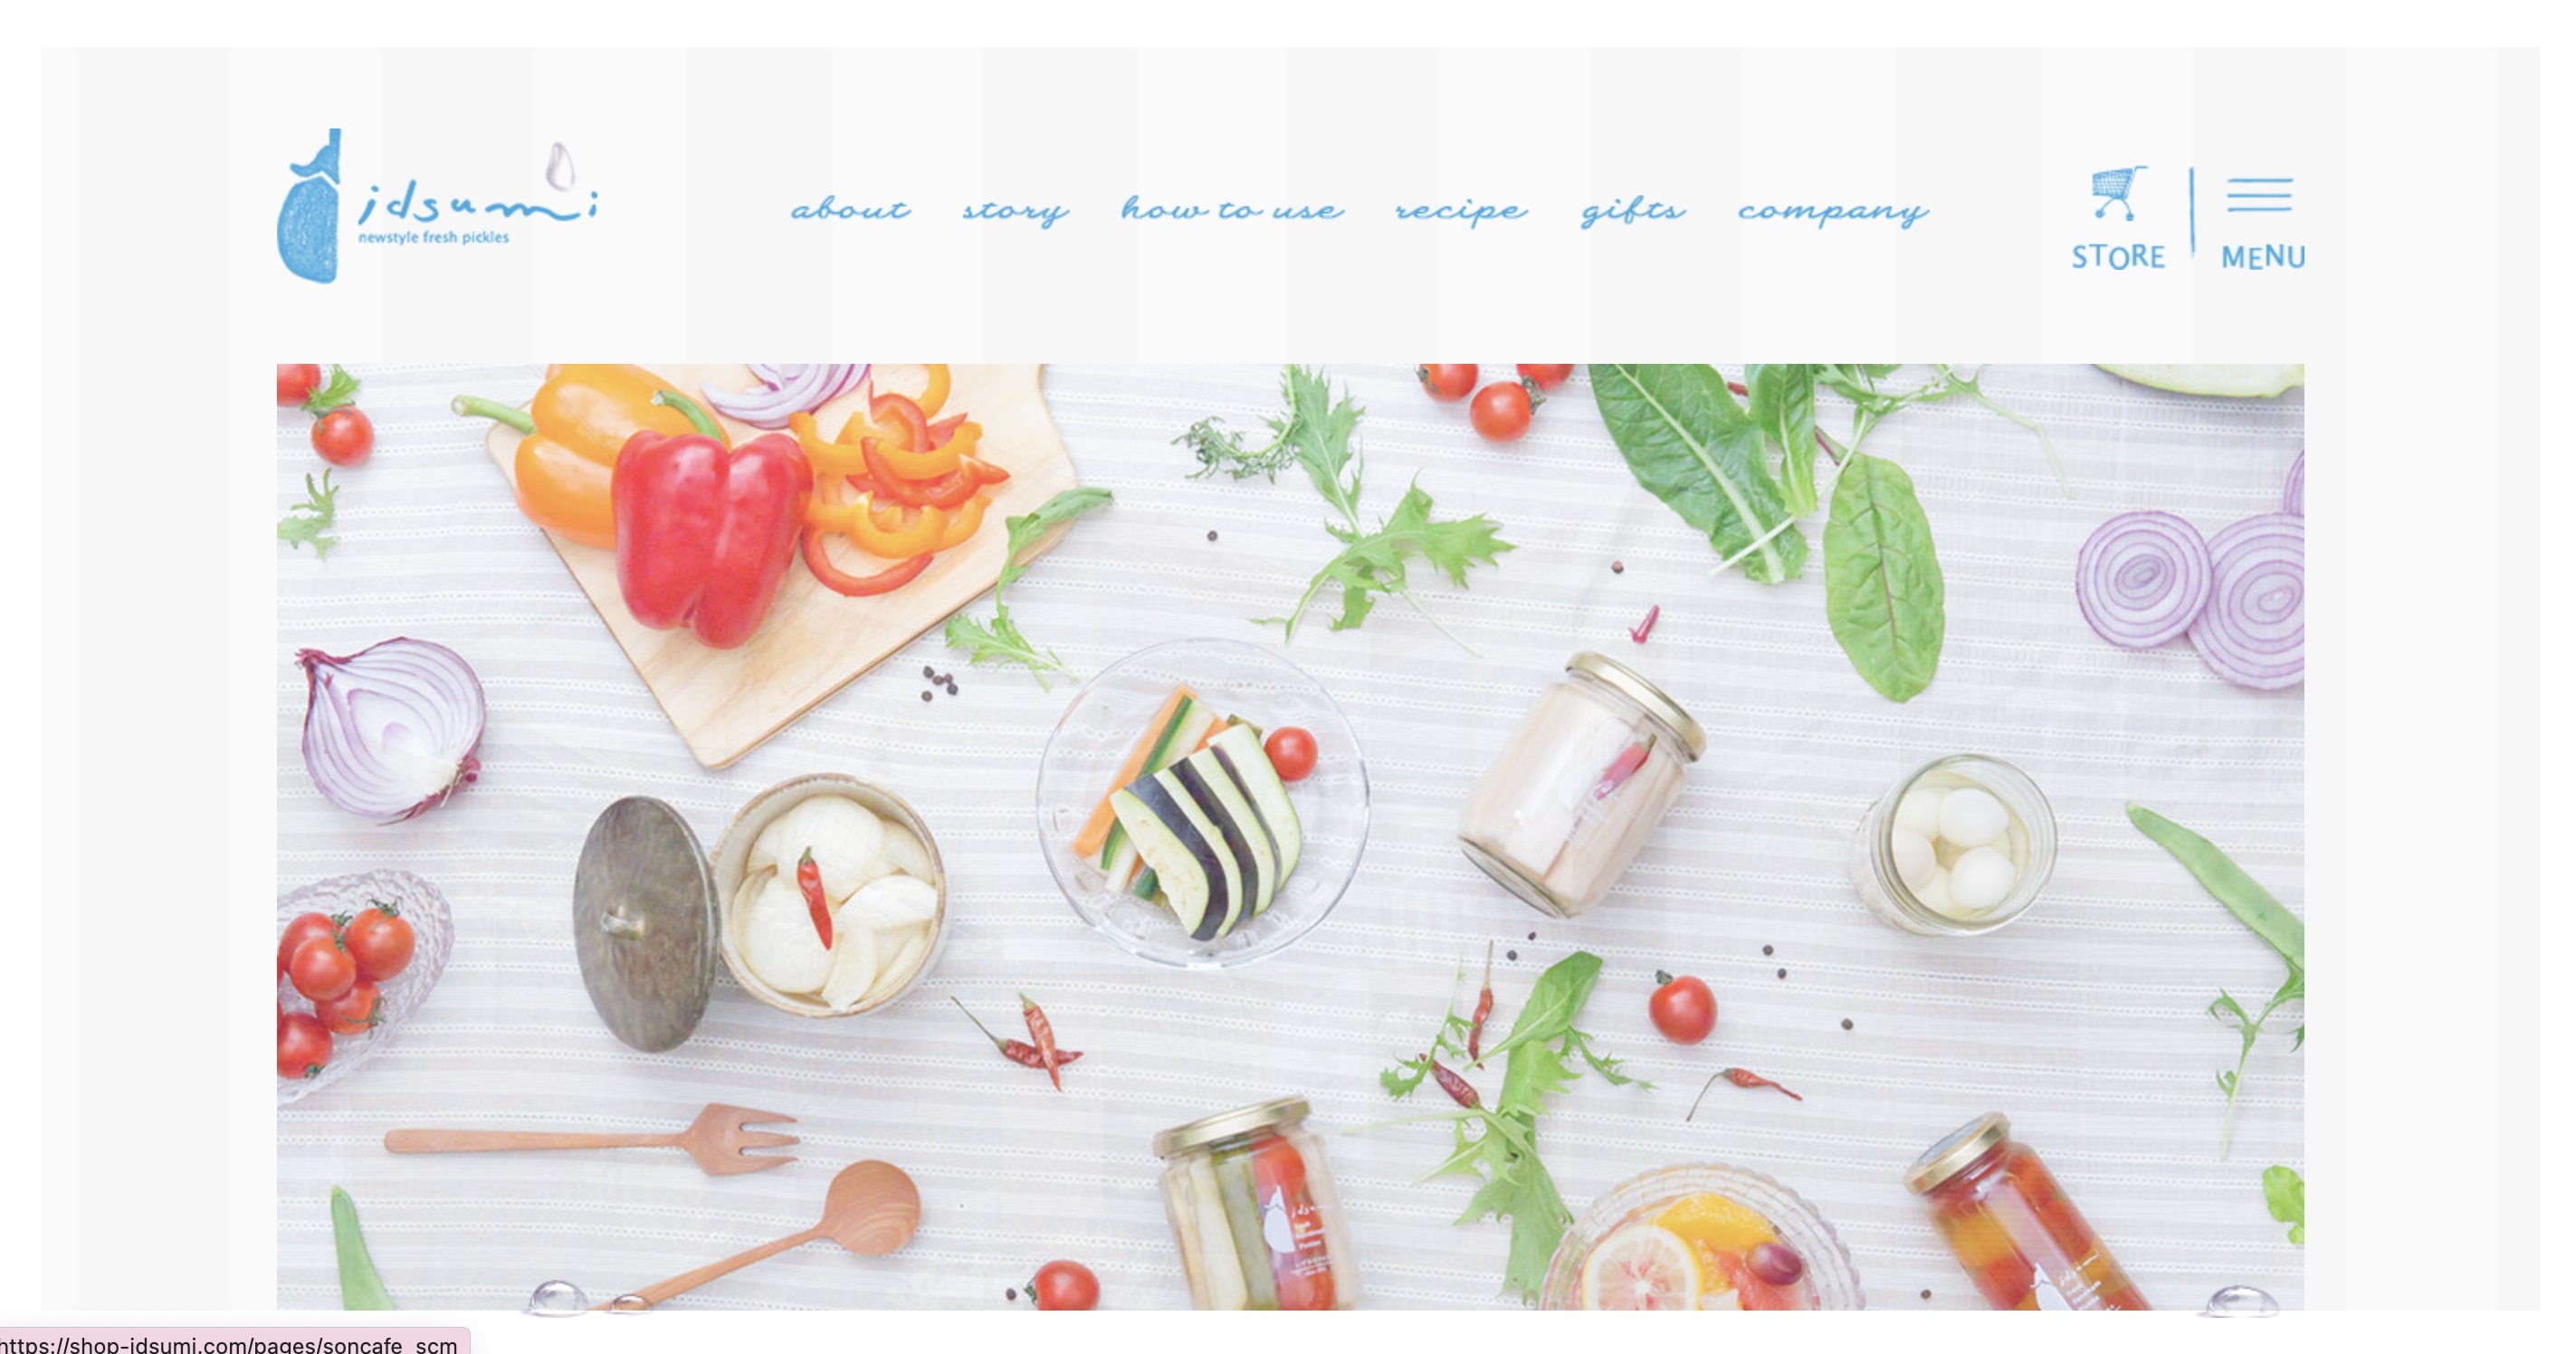 idsumi
newstyle fresh pickles
about story how to use recipe gifts company
STORE MENU
https://shop-idsumi.com/pages/soncafe_scm